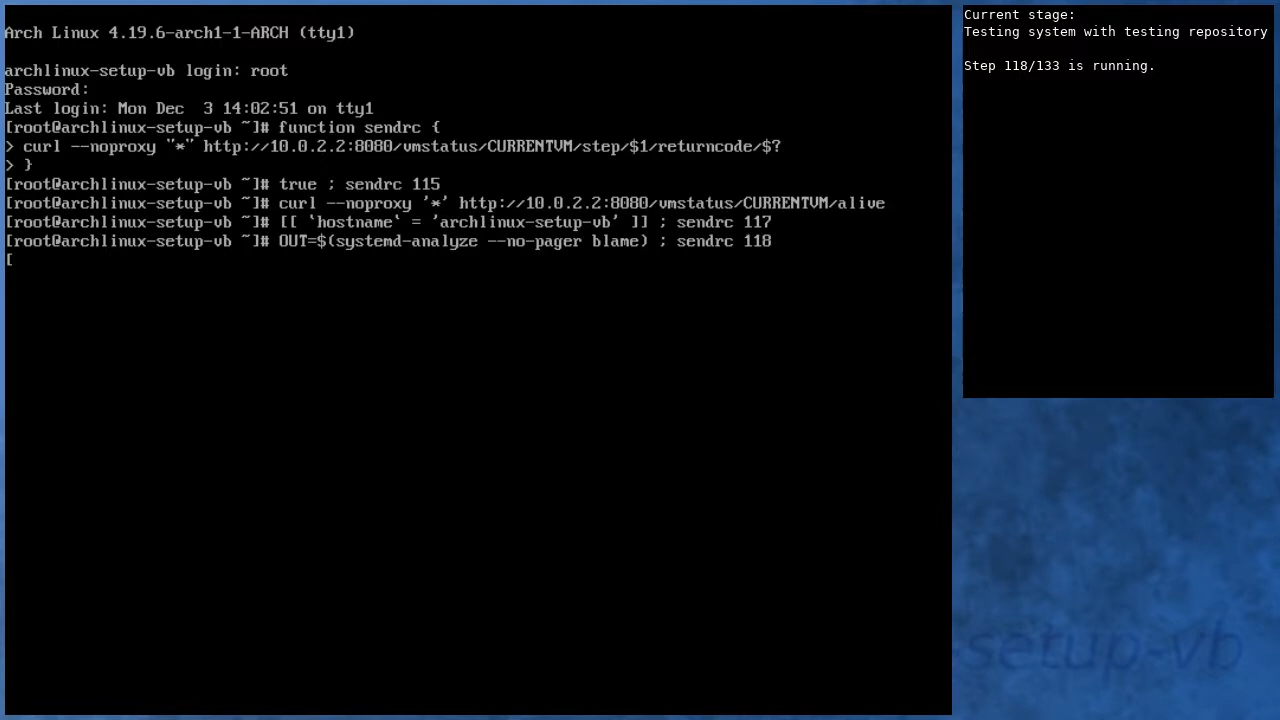 Arch Linux 4.19.6-arch1-1-ARCH (tty1)
archlinux-setup-vb login: root
Password:
Last login: Mon Dec  3 14:02:51 on tty1
[root@archlinux-setup-vb ~]# function sendrc {
> curl --noproxy "*" http://10.0.2.2:8080/vmstatus/CURRENTVM/step/$1/returncode/$?
> }
[root@archlinux-setup-vb ~]# true ; sendrc 115
[root@archlinux-setup-vb ~]# curl --noproxy '*' http://10.0.2.2:8080/vmstatus/CURRENTVM/alive
[root@archlinux-setup-vb ~]# [[ `hostname` = 'archlinux-setup-vb' ]] ; sendrc 117
[root@archlinux-setup-vb ~]# OUT=$(systemd-analyze --no-pager blame) ; sendrc 118
[
Current stage:
Testing system with testing repository
Step 118/133 is running.
-setup-vb